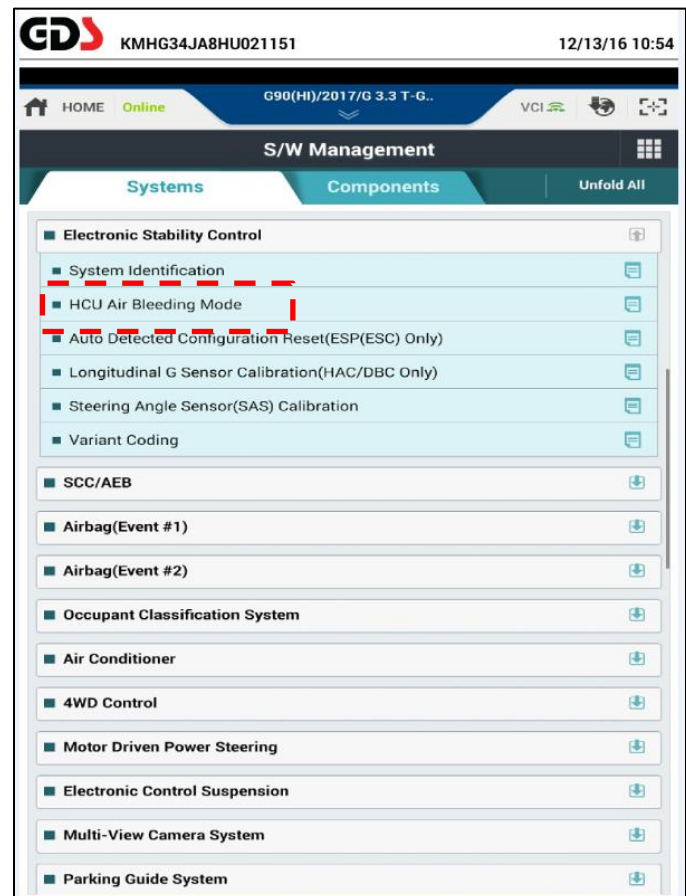 GDS KMHG34JA8HU021151 12/13/16 10:54
HOME Online G90(HI)/2017/G 3.3 T-G.. VCI
S/W Management
Systems Components Unfold All
Electronic Stability Control
System Identification
HCU Air Bleeding Mode
Auto Detected Configuration Reset(ESP(ESC) Only)
Longitudinal G Sensor Calibration(HAC/DBC Only)
Steering Angle Sensor(SAS) Calibration
Variant Coding
SCC/AEB
Airbag(Event #1)
Airbag(Event #2)
Occupant Classification System
Air Conditioner
4WD Control
Motor Driven Power Steering
Electronic Control Suspension
Multi-View Camera System
Parking Guide System